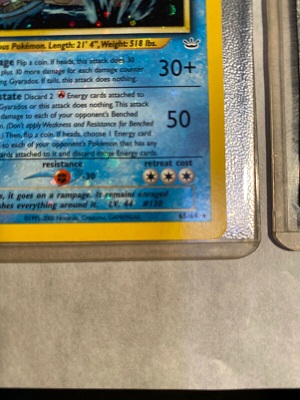 ous Pokémon. Length: 21' 4", Weight: 518 lbs.
age Flip a coin. If heads, this attack does 30
plus 10 more damage for each damage counter
ng Gyarados. If tails, this attack does nothing.
30+
state Discard 2 Energy cards attached to
Gyarados or this attack does nothing. This attack
damage to each of your opponent's Benched
(Don't apply Weakness and Resistance for Benched
) Then, flip a coin. If heads, choose 1 Energy card
to each of your opponent's Pokémon that has any
cards attached to it and discard those Energy cards.
50
resistance retreat cost
-30
s, it goes on a rampage. It remains enraged
ishes everything around it. LV. 44 #130
65/64